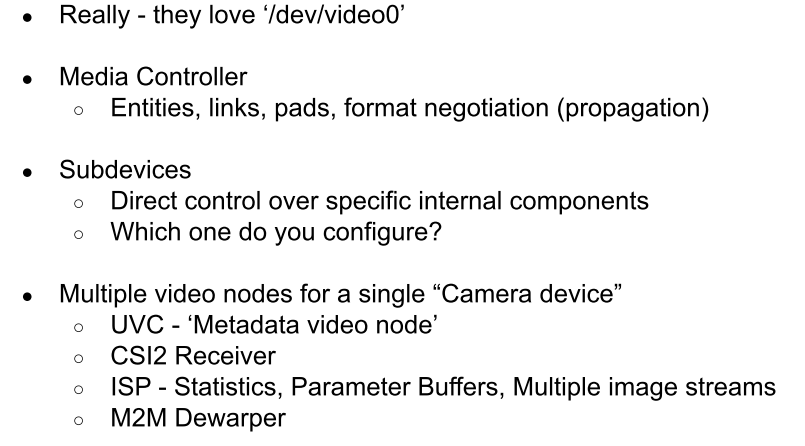 ● Really - they love ‘/dev/video0’
● Media Controller
○ Entities, links, pads, format negotiation (propagation)
● Subdevices
○ Direct control over specific internal components
○ Which one do you configure?
● Multiple video nodes for a single “Camera device”
○ UVC - ‘Metadata video node’
○ CSI2 Receiver
○ ISP - Statistics, Parameter Buffers, Multiple image streams
○ M2M Dewarper